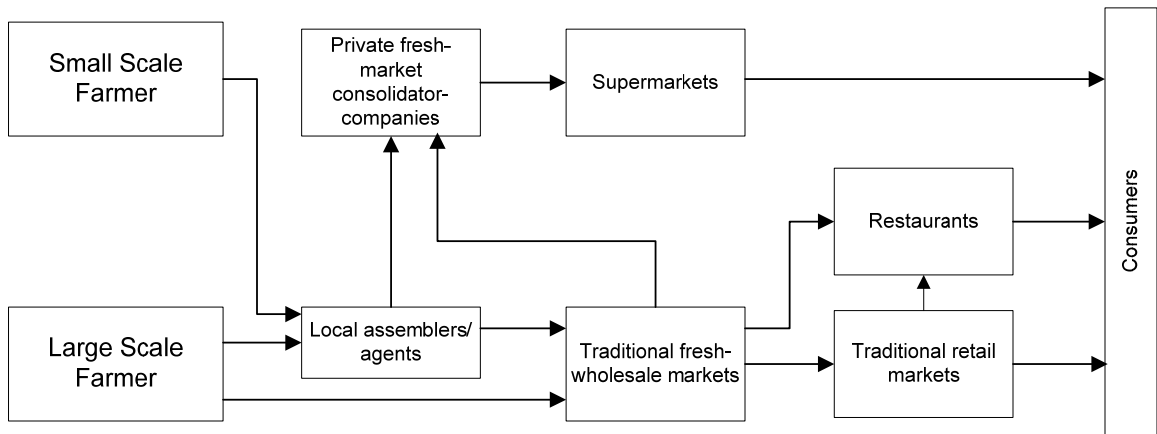 Small Scale
Farmer
Private fresh-
market
consolidator-
companies
Supermarkets
Consumers
Restaurants
Large Scale
Farmer
Local assemblers/
agents
Traditional fresh-
wholesale markets
Traditional retail
markets